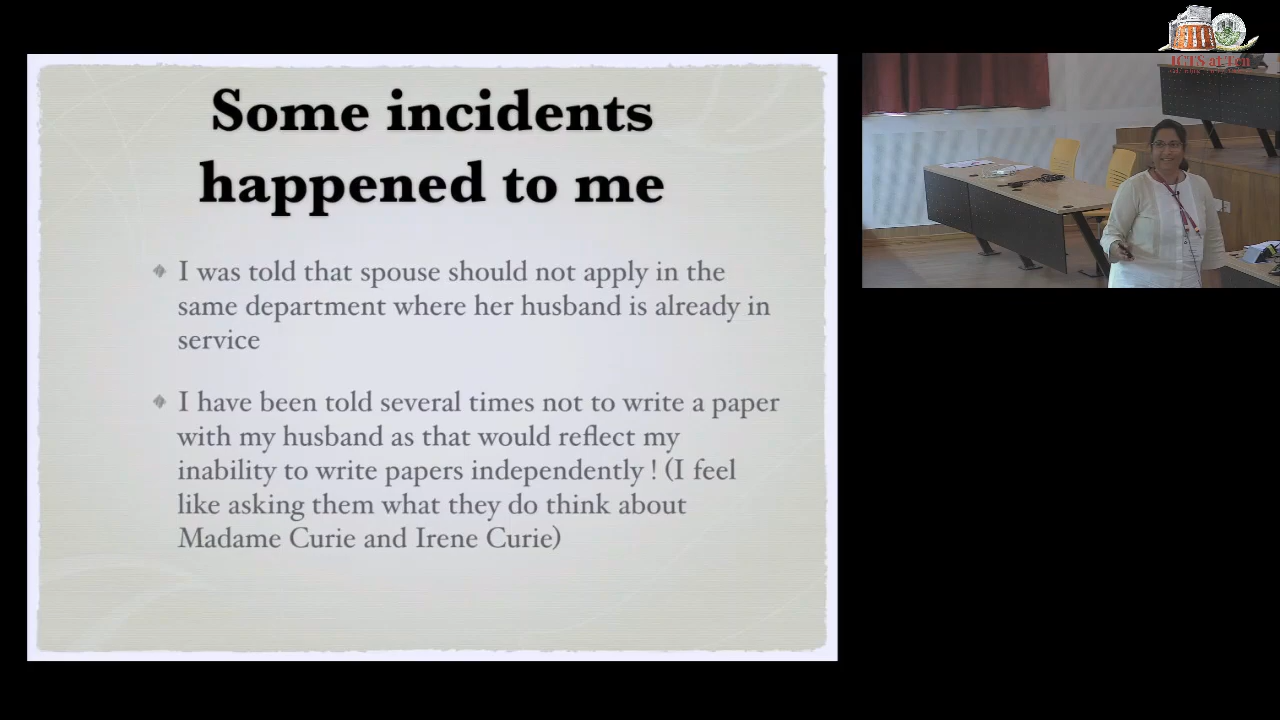 Some incidents
happened to me
I was told that spouse should not apply in the
same department where her husband is already in
service
I have been told several times not to write a paper
with my husband as that would reflect my
inability to write papers independently ! (I feel
like asking them what they do think about
Madame Curie and Irene Curie)
ICTS at Ten